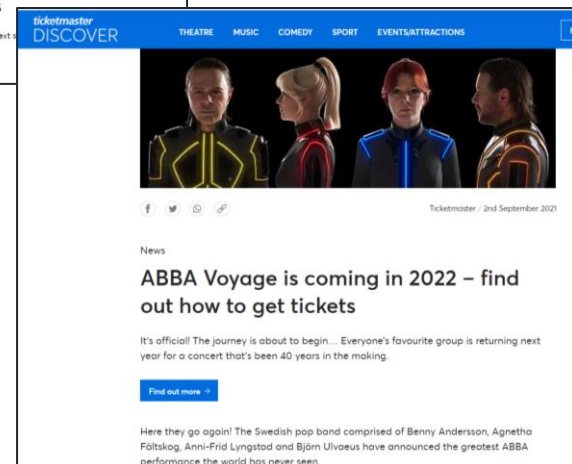 ext s
ticketmaster
DISCOVER
THEATRE MUSIC COMEDY SPORT EVENTS/ATTRACTIONS
Ticketmaster / 2nd September 2021
News
ABBA Voyage is coming in 2022 – find
out how to get tickets
It's official! The journey is about to begin... Everyone's favourite group is returning next
year for a concert that's been 40 years in the making.
Find out more →
Here they go again! The Swedish pop band comprised of Benny Andersson, Agnetha
Fältskog, Anni-Frid Lyngstad and Björn Ulvaeus have announced the greatest ABBA
performance the world has never seen.